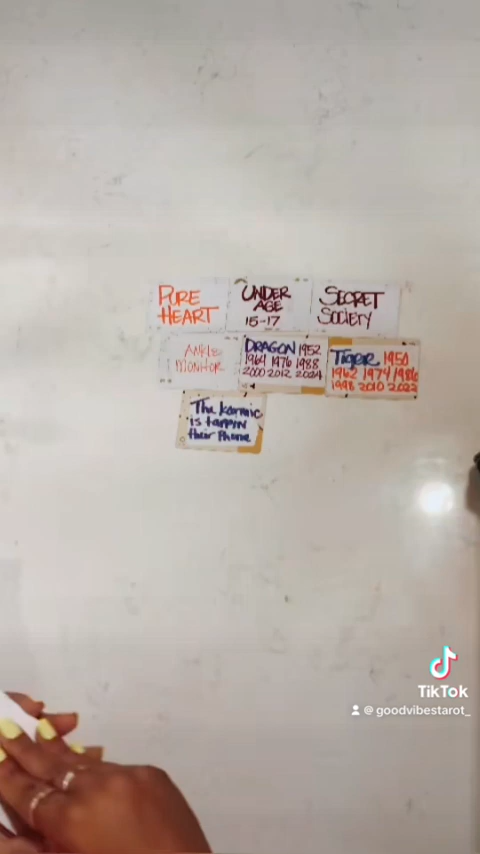 PURE
HEART
UNDER
AGE
15-17
SECRET
SOCIETY
ANKLE
MONITOR
DRAGON 1952
1964 1976 1988
2000 2012 2024
Tiger 1950
1962 1974 1986
1998 2010 2022
The karmic
is tappin
their Phone
TikTok
@ goodvibestarot_